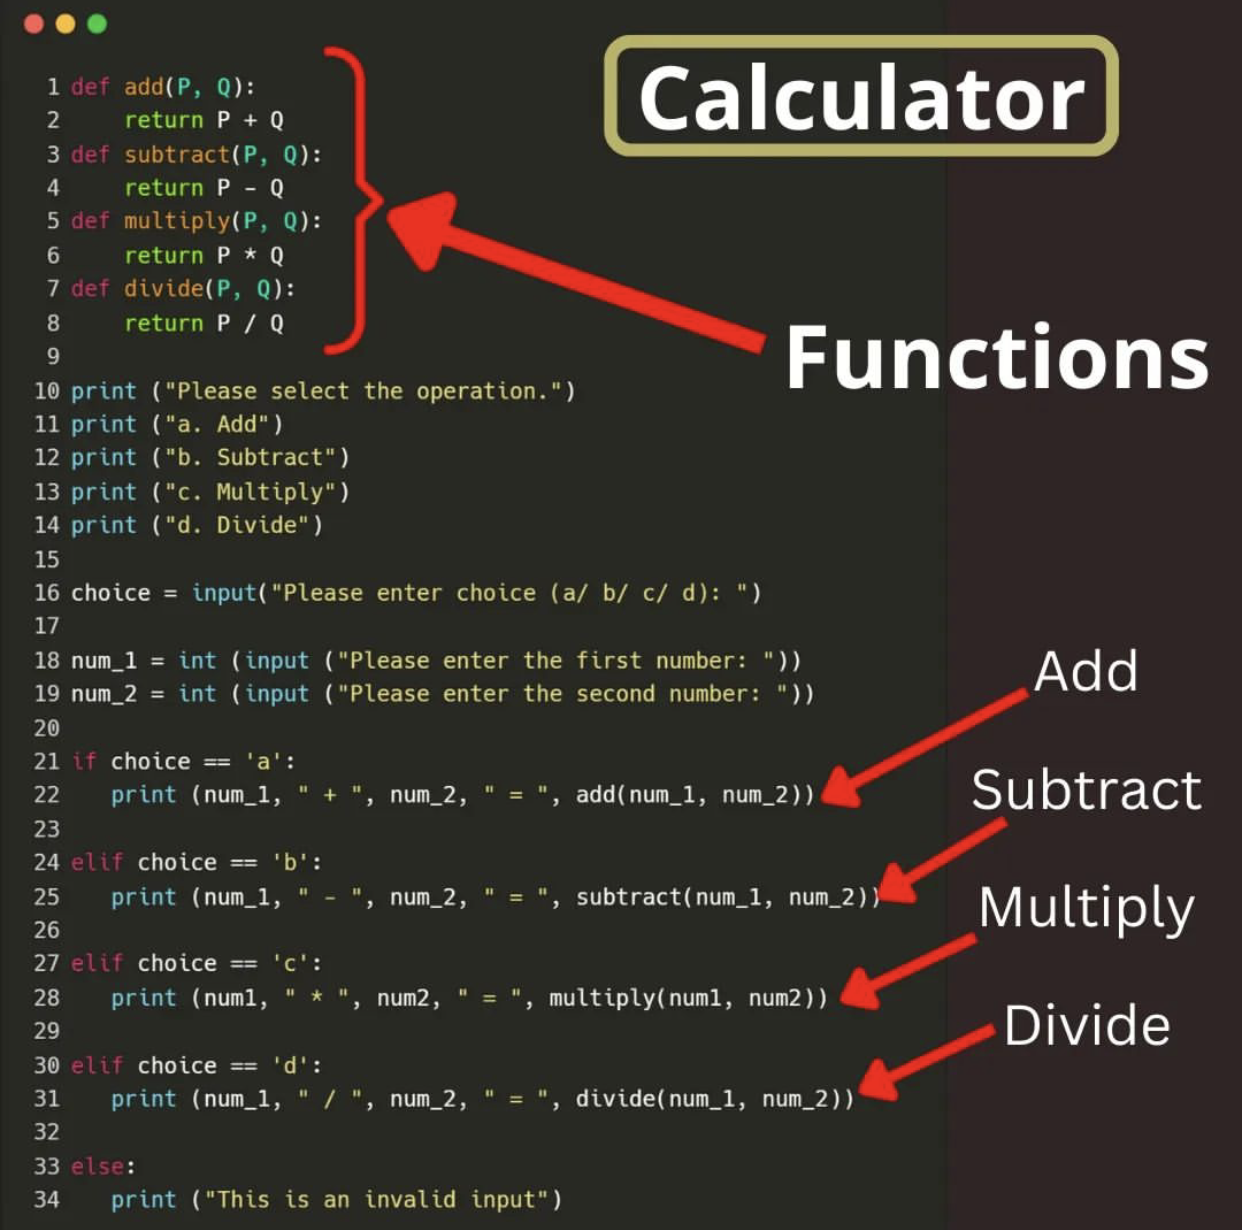 Calculator
1 def add(P, Q):
2     return P + Q
3 def subtract(P, Q):
4     return P - Q
5 def multiply(P, Q):
6     return P * Q
7 def divide(P, Q):
8     return P / Q
9
Functions
10 print ("Please select the operation.")
11 print ("a. Add")
12 print ("b. Subtract")
13 print ("c. Multiply")
14 print ("d. Divide")
15
16 choice = input("Please enter choice (a/ b/ c/ d): ")
17
18 num_1 = int (input ("Please enter the first number: "))
19 num_2 = int (input ("Please enter the second number: "))
20
21 if choice == 'a':
22    print (num_1, " + ", num_2, " = ", add(num_1, num_2))
Add
23
24 elif choice == 'b':
25    print (num_1, " - ", num_2, " = ", subtract(num_1, num_2))
Subtract
26
27 elif choice == 'c':
28    print (num1, " * ", num2, " = ", multiply(num1, num2))
Multiply
29
30 elif choice == 'd':
31    print (num_1, " / ", num_2, " = ", divide(num_1, num_2))
Divide
32
33 else:
34    print ("This is an invalid input")